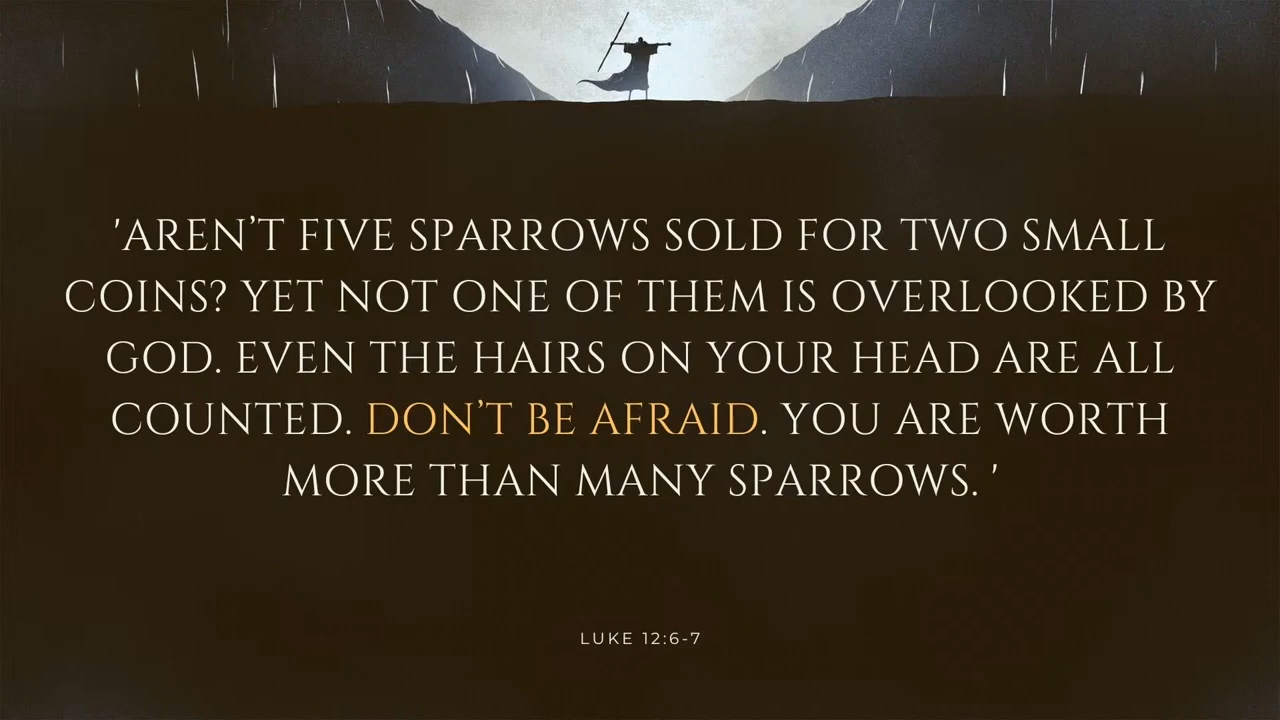 'AREN’T FIVE SPARROWS SOLD FOR TWO SMALL
COINS? YET NOT ONE OF THEM IS OVERLOOKED BY
GOD. EVEN THE HAIRS ON YOUR HEAD ARE ALL
COUNTED. DON’T BE AFRAID. YOU ARE WORTH
MORE THAN MANY SPARROWS. '
LUKE 12:6-7